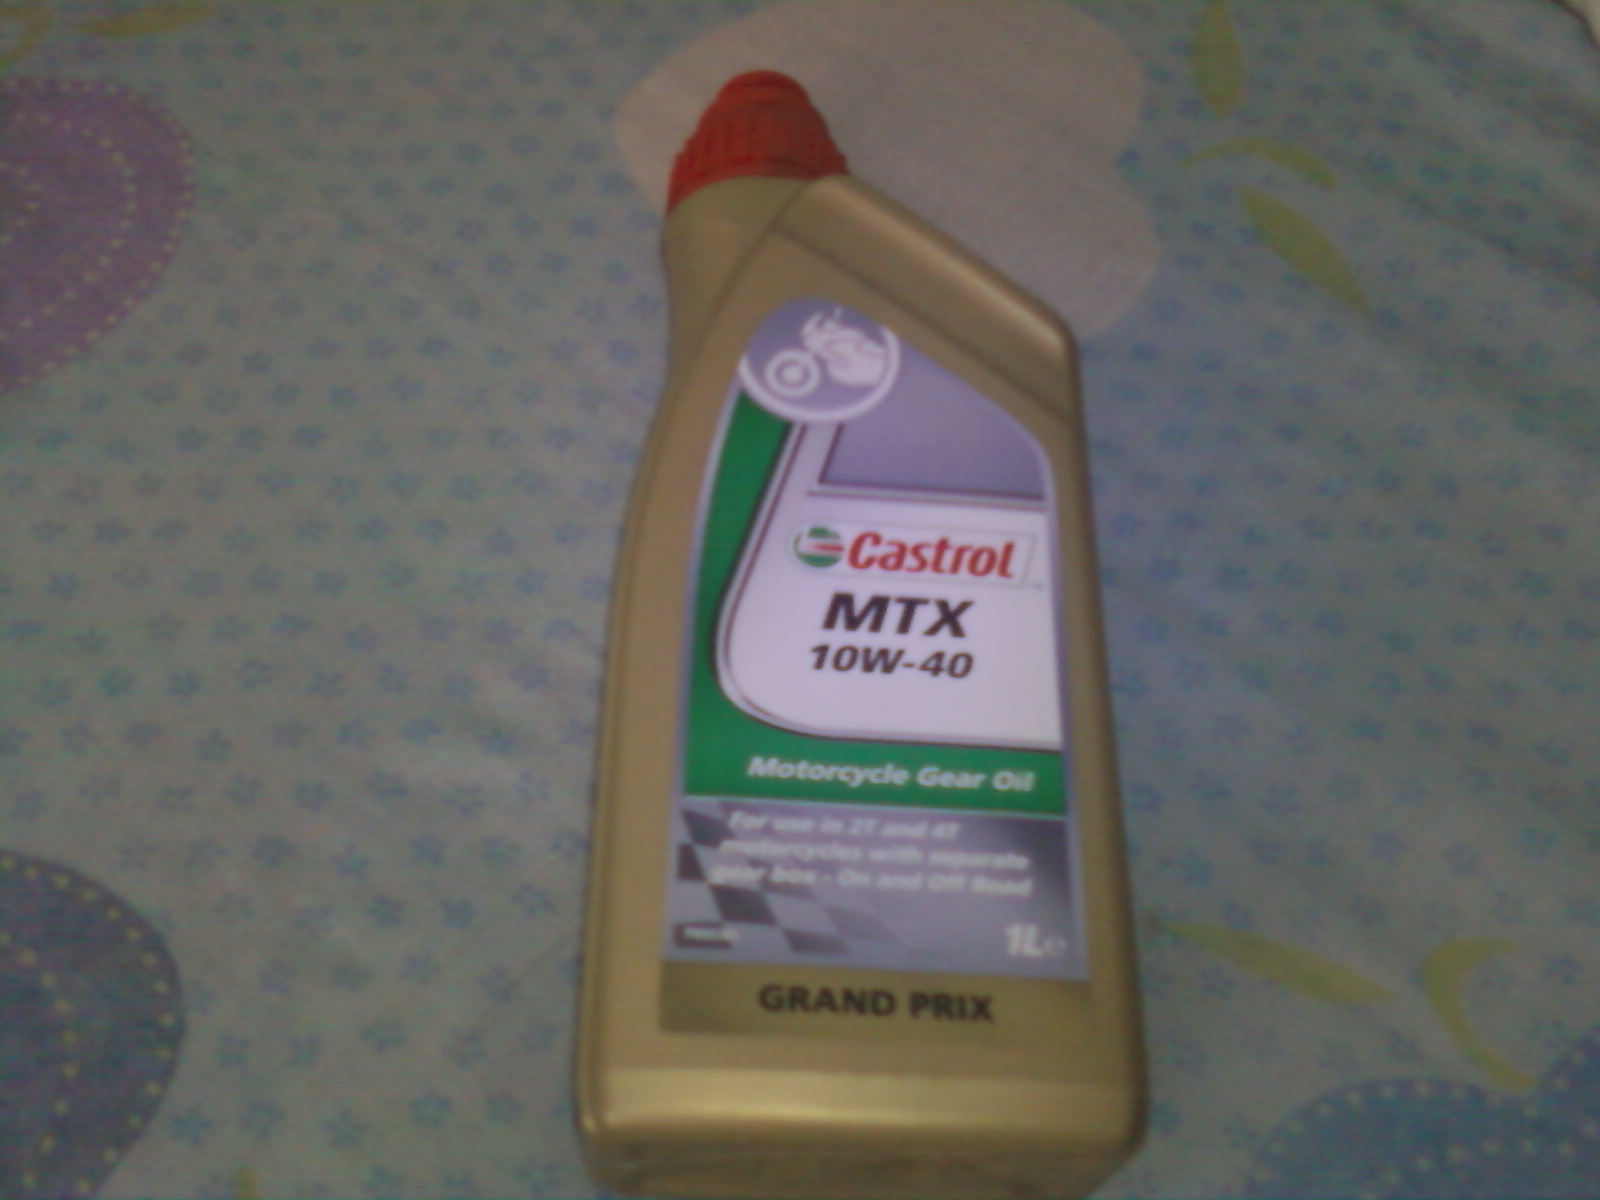 Castrol
MTX
10W-40
Motorcycle Gear Oil
For use in 2T and 4T
motorcycles with separate
gear box - On and Off Road
1L e
GRAND PRIX